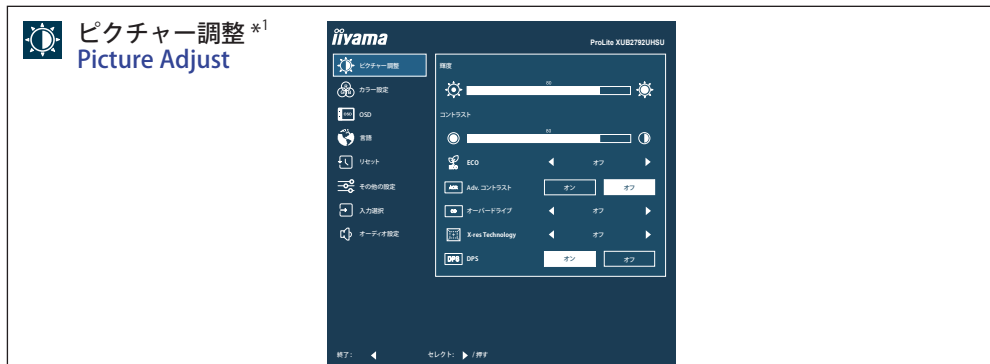 ピクチャー調整 *1
Picture Adjust
iiyama
ProLite XUB2792UHSU
ピクチャー調整
カラー設定
OSD
言語
リセット
その他の設定
入力選択
オーディオ設定
輝度
80
コントラスト
80
ECO オフ
ACR Adv. コントラスト オン オフ
OD オーバードライブ オフ
X-res Technology オフ
DPS DPS オン オフ
終了: セレクト: / 押す